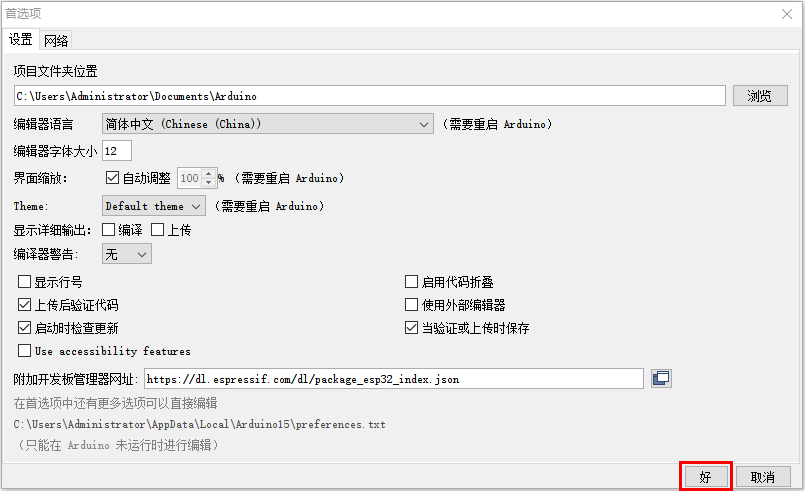 首选项
设置 网络
项目文件夹位置
C:\Users\Administrator\Documents\Arduino 浏览
编辑器语言 简体中文 (Chinese (China)) （需要重启 Arduino）
编辑器字体大小 12
界面缩放： 自动调整 100 % （需要重启 Arduino）
Theme: Default theme （需要重启 Arduino）
显示详细输出： 编译 上传
编译器警告: 无
显示行号 启用代码折叠
上传后验证代码 使用外部编辑器
启动时检查更新 当验证或上传时保存
Use accessibility features
附加开发板管理器网址: https://dl.espressif.com/dl/package_esp32_index.json
在首选项中还有更多选项可以直接编辑
C:\Users\Administrator\AppData\Local\Arduino15\preferences.txt
（只能在 Arduino 未运行时进行编辑）
好 取消